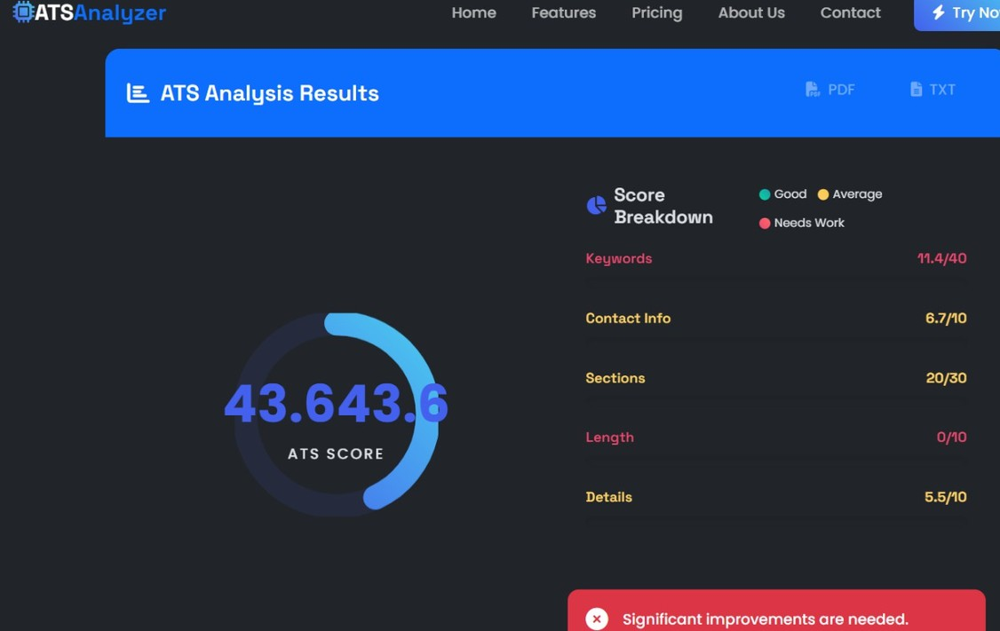 ATSAnalyzer
Home Features Pricing About Us Contact Try No
ATS Analysis Results
PDF TXT
Score
Breakdown
Good Average
Needs Work
Keywords 11.4/40
Contact Info 6.7/10
Sections 20/30
Length 0/10
Details 5.5/10
43.643.6
ATS SCORE
Significant improvements are needed.